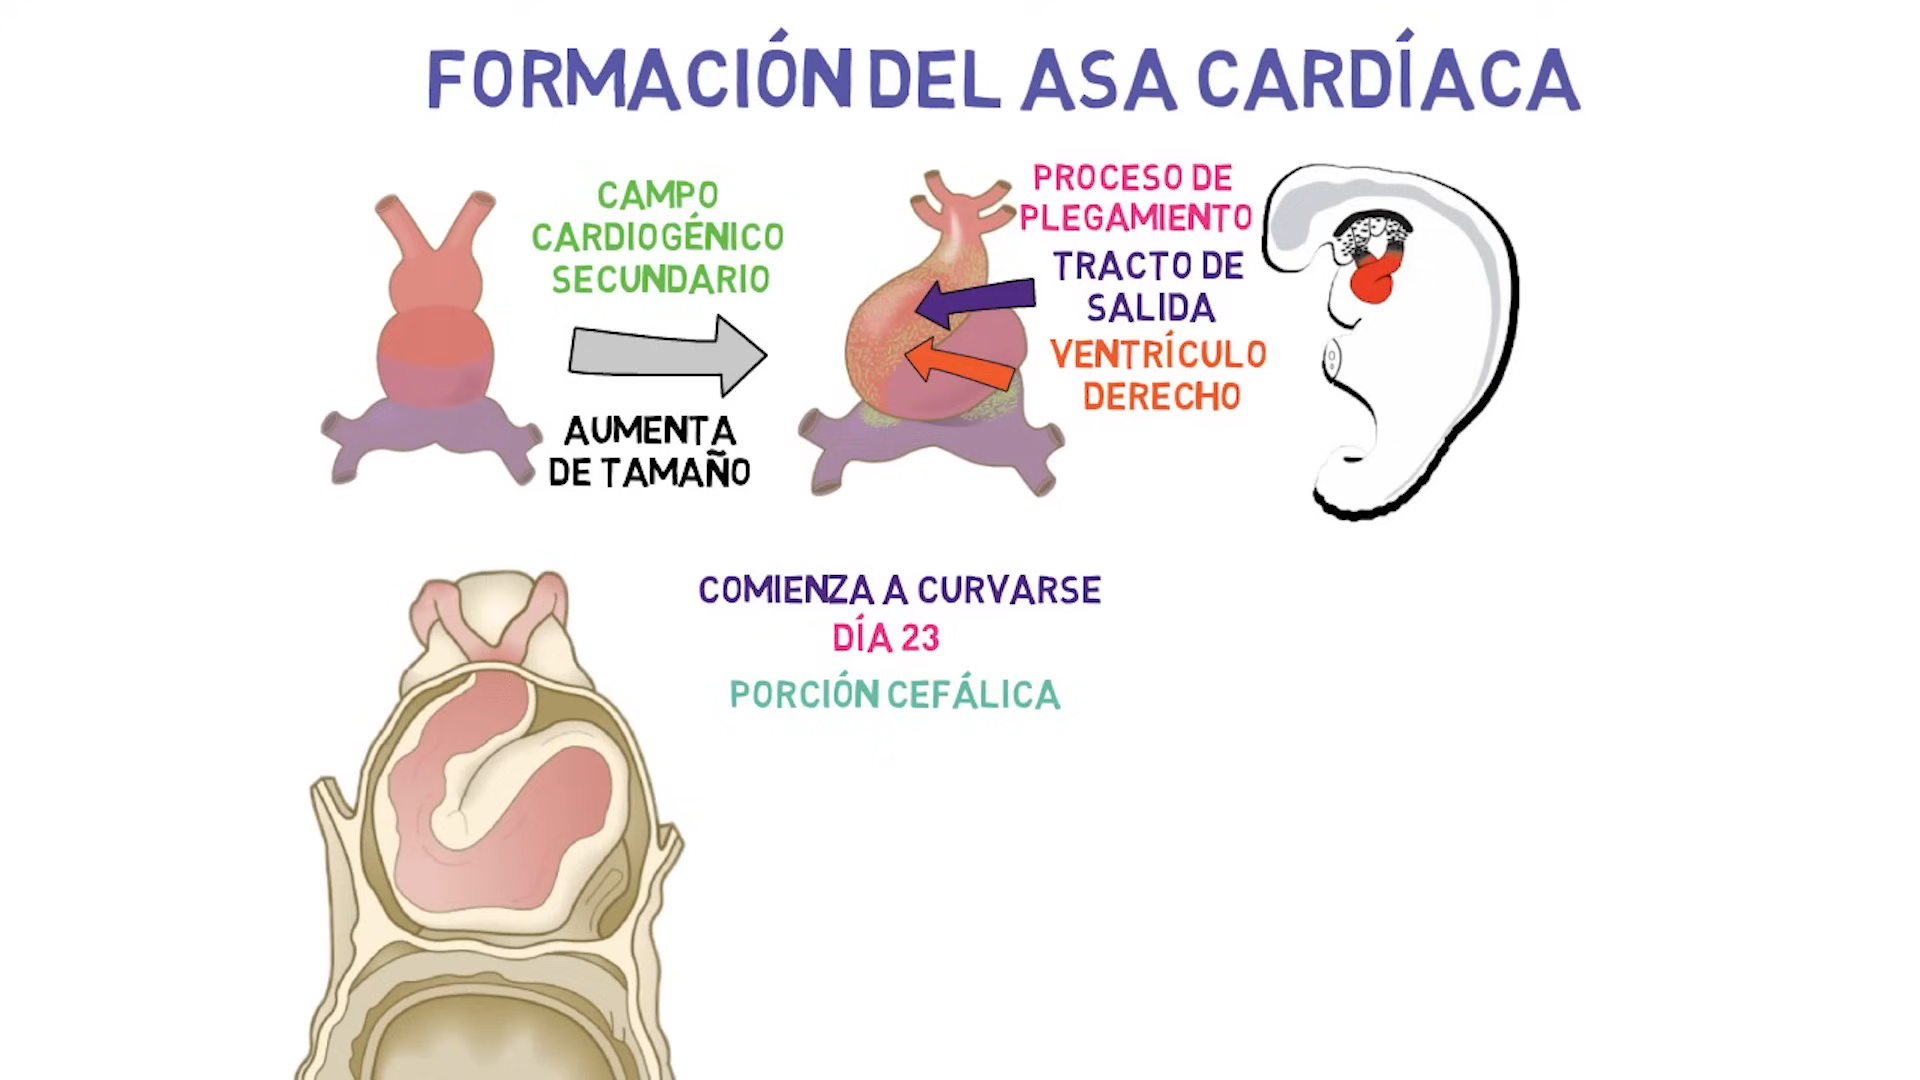 FORMACIÓN DEL ASA CARDÍACA
CAMPO
CARDIOGÉNICO
SECUNDARIO
AUMENTA
DE TAMAÑO
PROCESO DE
PLEGAMIENTO
TRACTO DE
SALIDA
VENTRÍCULO
DERECHO
COMIENZA A CURVARSE
DÍA 23
PORCIÓN CEFÁLICA